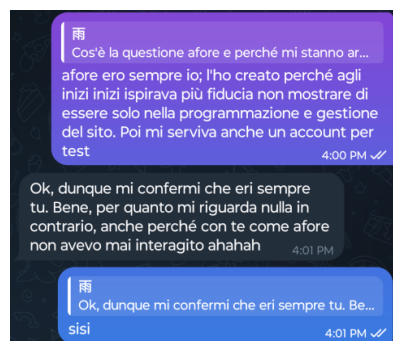 雨
Cos'è la questione afore e perché mi stanno ar...
afore ero sempre io; l'ho creato perché agli
inizi inizi ispirava più fiducia non mostrare di
essere solo nella programmazione e gestione
del sito. Poi mi serviva anche un account per
test
4:00 PM
Ok, dunque mi confermi che eri sempre
tu. Bene, per quanto mi riguarda nulla in
contrario, anche perché con te come afore
non avevo mai interagito ahahah
4:01 PM
雨
Ok, dunque mi confermi che eri sempre tu. Be...
sisi
4:01 PM